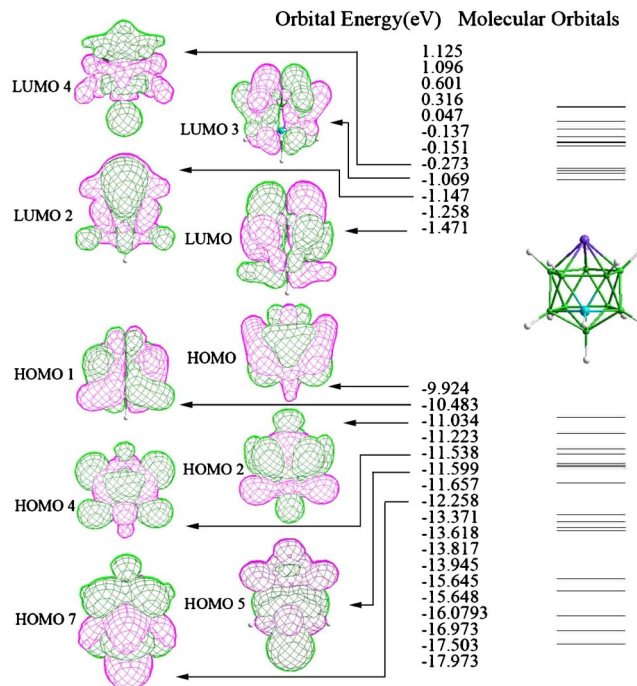 Orbital Energy(eV) Molecular Orbitals
1.125
1.096
0.601
0.316
0.047
-0.137
-0.151
-0.273
-1.069
-1.147
-1.258
-1.471
LUMO 4
LUMO 3
LUMO 2
LUMO
HOMO 1
HOMO
HOMO 4
HOMO 2
HOMO 7
HOMO 5
-9.924
-10.483
-11.034
-11.223
-11.538
-11.599
-11.657
-12.258
-13.371
-13.618
-13.817
-13.945
-15.645
-15.648
-16.0793
-16.973
-17.503
-17.973